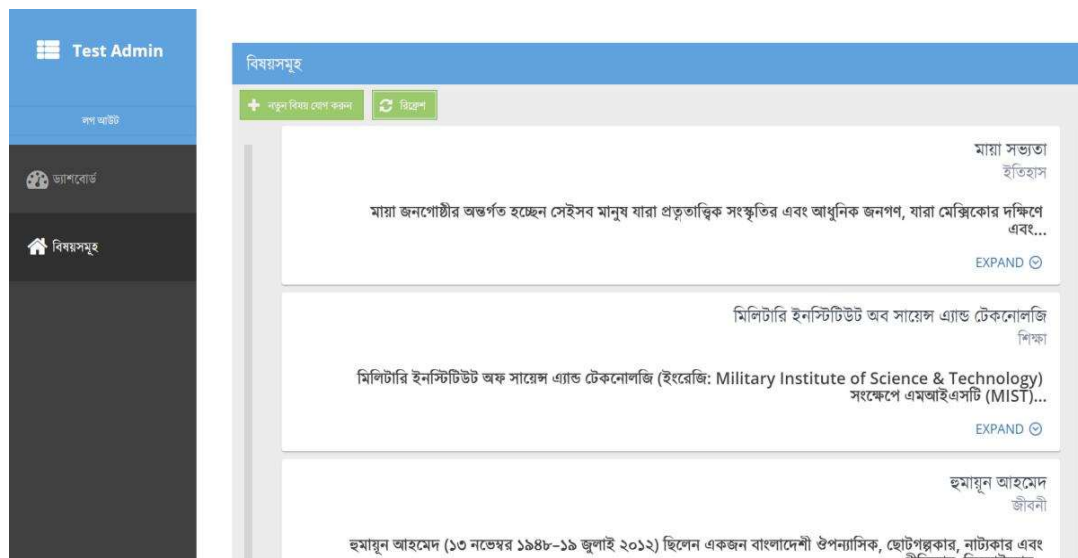 Test Admin
লগ আউট
ড্যাশবোর্ড
বিষয়সমূহ
বিষয়সমূহ
নতুন বিষয় যোগ করুন
রিফ্রেশ
মায়া সভ্যতা
ইতিহাস
মায়া জনগোষ্ঠীর অন্তর্গত হচ্ছেন সেইসব মানুষ যারা প্রত্নতাত্ত্বিক সংস্কৃতির এবং আধুনিক জনগণ, যারা মেক্সিকোর দক্ষিণে
এবং...
EXPAND
মিলিটারি ইনস্টিটিউট অব সায়েন্স এ্যান্ড টেকনোলজি
শিক্ষা
মিলিটারি ইনস্টিটিউট অফ সায়েন্স এ্যান্ড টেকনোলজি (ইংরেজি: Military Institute of Science & Technology)
সংক্ষেপে এমআইএসটি (MIST)...
EXPAND
হুমায়ূন আহমেদ
জীবনী
হুমায়ূন আহমেদ (১৩ নভেম্বর ১৯৪৮–১৯ জুলাই ২০১২) ছিলেন একজন বাংলাদেশী ঔপন্যাসিক, ছোটগল্পকার, নাট্যকার এবং